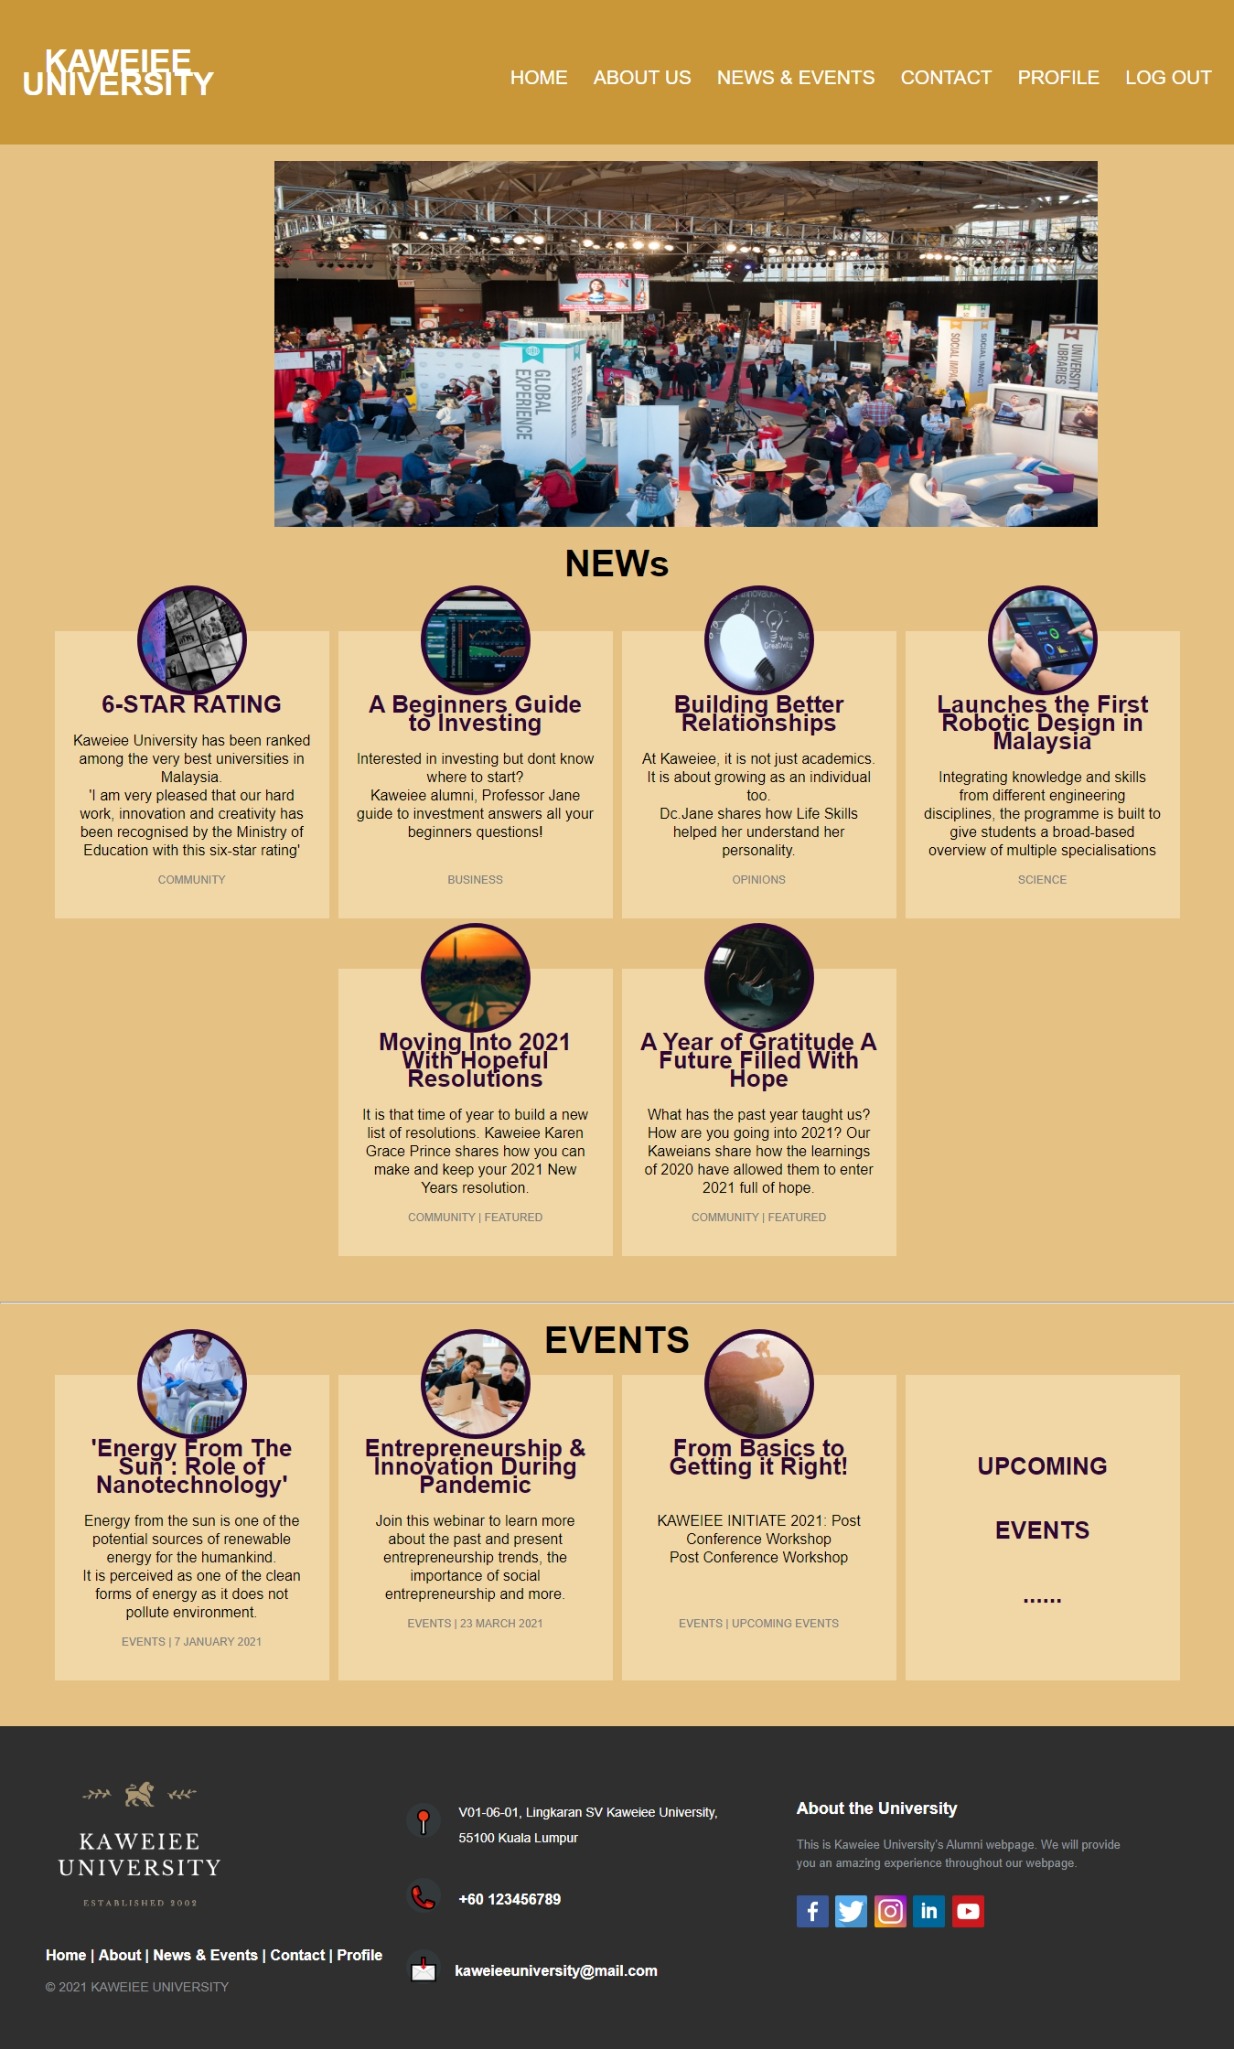 KAWEIEE
UNIVERSITY
HOME ABOUT US NEWS & EVENTS CONTACT PROFILE LOG OUT
GLOBAL
EXPERIENCE
GLOBAL
SOCIAL IMPACT
SOCIAL IMPACT
UNIVERSITY
LIBRARIES
NEWs
6-STAR RATING
Kaweiee University has been ranked
among the very best universities in
Malaysia.
'I am very pleased that our hard
work, innovation and creativity has
been recognised by the Ministry of
Education with this six-star rating'
COMMUNITY
A Beginners Guide
to Investing
Interested in investing but dont know
where to start?
Kaweiee alumni, Professor Jane
guide to investment answers all your
beginners questions!
BUSINESS
Building Better
Relationships
At Kaweiee, it is not just academics.
It is about growing as an individual
too.
Dc.Jane shares how Life Skills
helped her understand her
personality.
OPINIONS
Launches the First
Robotic Design in
Malaysia
Integrating knowledge and skills
from different engineering
disciplines, the programme is built to
give students a broad-based
overview of multiple specialisations
SCIENCE
Moving Into 2021
With Hopeful
Resolutions
It is that time of year to build a new
list of resolutions. Kaweiee Karen
Grace Prince shares how you can
make and keep your 2021 New
Years resolution.
COMMUNITY | FEATURED
A Year of Gratitude A
Future Filled With
Hope
What has the past year taught us?
How are you going into 2021? Our
Kaweians share how the learnings
of 2020 have allowed them to enter
2021 full of hope.
COMMUNITY | FEATURED
EVENTS
'Energy From The
Sun : Role of
Nanotechnology'
Energy from the sun is one of the
potential sources of renewable
energy for the humankind.
It is perceived as one of the clean
forms of energy as it does not
pollute environment.
EVENTS | 7 JANUARY 2021
Entrepreneurship &
Innovation During
Pandemic
Join this webinar to learn more
about the past and present
entrepreneurship trends, the
importance of social
entrepreneurship and more.
EVENTS | 23 MARCH 2021
From Basics to
Getting it Right!
KAWEIEE INITIATE 2021: Post
Conference Workshop
Post Conference Workshop
EVENTS | UPCOMING EVENTS
UPCOMING
EVENTS
......
KAWEIEE
UNIVERSITY
ESTABLISHED 2002
Home | About | News & Events | Contact | Profile
© 2021 KAWEIEE UNIVERSITY
V01-06-01, Lingkaran SV Kaweiee University,
55100 Kuala Lumpur
+60 123456789
kaweieeuniversity@mail.com
About the University
This is Kaweiee University's Alumni webpage. We will provide
you an amazing experience throughout our webpage.